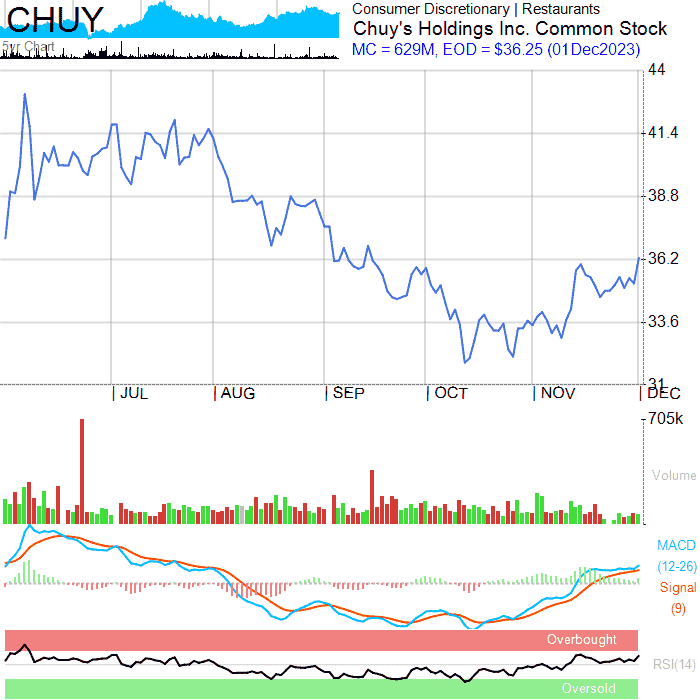 CHUY
5yr Chart
Consumer Discretionary | Restaurants
Chuy's Holdings Inc. Common Stock
MC = 629M, EOD = $36.25 (01Dec2023)
44
41.4
38.8
36.2
33.6
31
JUL
AUG
SEP
OCT
NOV
DEC
705k
Volume
MACD
(12-26)
Signal
(9)
Overbought
RSI(14)
Oversold